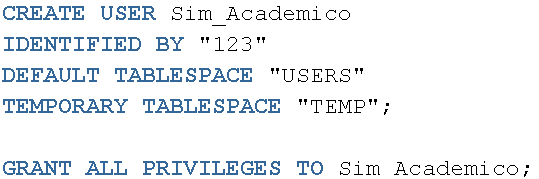 CREATE USER Sim_Academico
IDENTIFIED BY "123"
DEFAULT TABLESPACE "USERS"
TEMPORARY TABLESPACE "TEMP";
GRANT ALL PRIVILEGES TO Sim Academico;